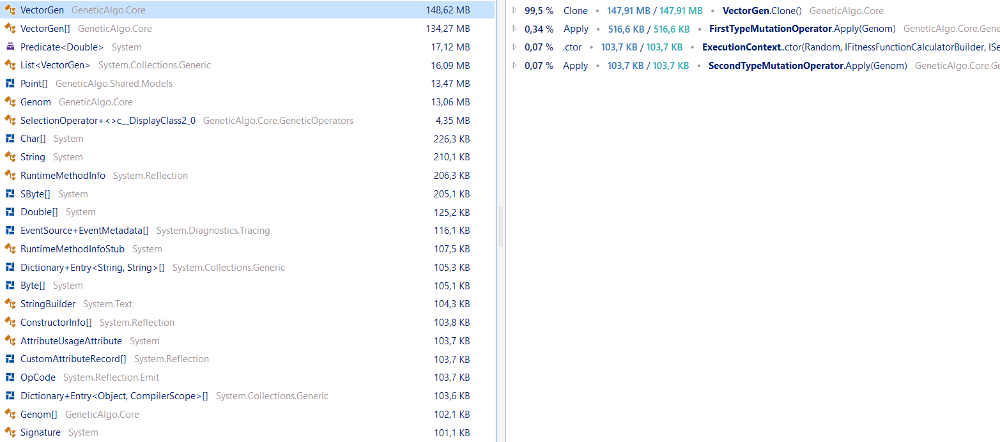 VectorGen GeneticAlgo.Core 148,62 MB
VectorGen[] GeneticAlgo.Core 134,27 MB
Predicate<Double> System 17,12 MB
List<VectorGen> System.Collections.Generic 16,09 MB
Point[] GeneticAlgo.Shared.Models 13,47 MB
Genom GeneticAlgo.Core 13,06 MB
SelectionOperator+<>c__DisplayClass2_0 GeneticAlgo.Core.GeneticOperators 4,35 MB
Char[] System 226,3 KB
String System 210,1 KB
RuntimeMethodInfo System.Reflection 206,3 KB
SByte[] System 205,1 KB
Double[] System 125,2 KB
EventSource+EventMetadata[] System.Diagnostics.Tracing 116,1 KB
RuntimeMethodInfoStub System 107,5 KB
Dictionary+Entry<String, String>[] System.Collections.Generic 105,3 KB
Byte[] System 105,1 KB
StringBuilder System.Text 104,3 KB
ConstructorInfo[] System.Reflection 103,8 KB
AttributeUsageAttribute System 103,7 KB
CustomAttributeRecord[] System.Reflection 103,7 KB
OpCode System.Reflection.Emit 103,7 KB
Dictionary+Entry<Object, CompilerScope>[] System.Collections.Generic 103,6 KB
Genom[] GeneticAlgo.Core 102,1 KB
Signature System 101,1 KB
99,5 % Clone • 147,91 MB / 147,91 MB • VectorGen.Clone() GeneticAlgo.Core
0,34 % Apply • 516,6 KB / 516,6 KB • FirstTypeMutationOperator.Apply(Genom) GeneticAlgo.Core.Gene
0,07 % .ctor • 103,7 KB / 103,7 KB • ExecutionContext..ctor(Random, IFitnessFunctionCalculatorBuilder, ISe
0,07 % Apply • 103,7 KB / 103,7 KB • SecondTypeMutationOperator.Apply(Genom) GeneticAlgo.Core.Ge